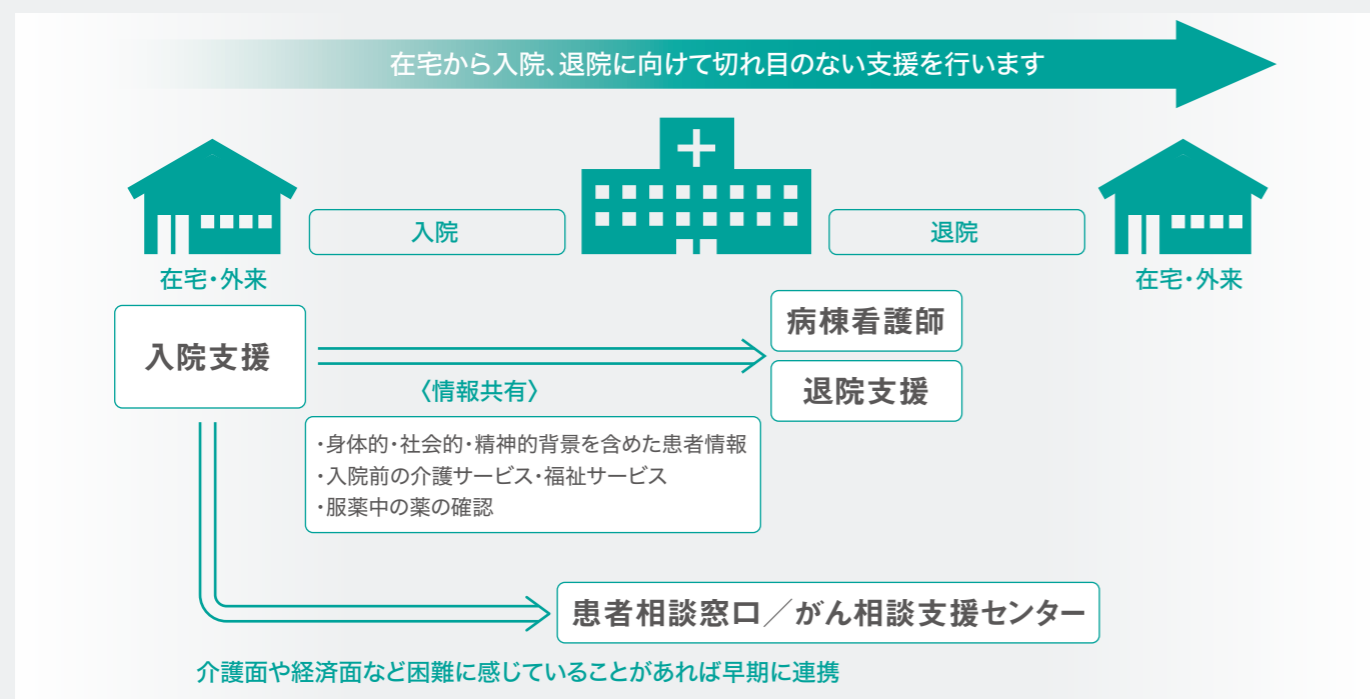 在宅から入院、退院に向けて切れ目のない支援を行います
入院
退院
在宅・外来
在宅・外来
入院支援
病棟看護師
退院支援
〈情報共有〉
・身体的・社会的・精神的背景を含めた患者情報
・入院前の介護サービス・福祉サービス
・服薬中の薬の確認
患者相談窓口／がん相談支援センター
介護面や経済面など困難に感じていることがあれば早期に連携